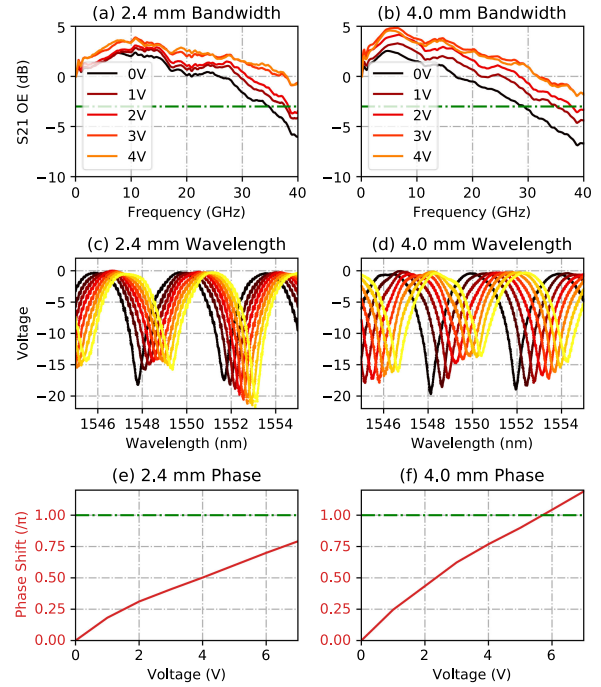 (a) 2.4 mm Bandwidth
(b) 4.0 mm Bandwidth
S21 OE (dB)
5
0
−5
−10
0V
1V
2V
3V
4V
0 10 20 30 40
Frequency (GHz)
5
0
−5
−10
0V
1V
2V
3V
4V
0 10 20 30 40
Frequency (GHz)
(c) 2.4 mm Wavelength
(d) 4.0 mm Wavelength
Voltage
0
−5
−10
−15
−20
1546 1548 1550 1552 1554
Wavelength (nm)
0
−5
−10
−15
−20
1546 1548 1550 1552 1554
Wavelength (nm)
(e) 2.4 mm Phase
(f) 4.0 mm Phase
Phase Shift (/π)
1.00
0.75
0.50
0.25
0.00
0 2 4 6
Voltage (V)
1.00
0.75
0.50
0.25
0.00
0 2 4 6
Voltage (V)